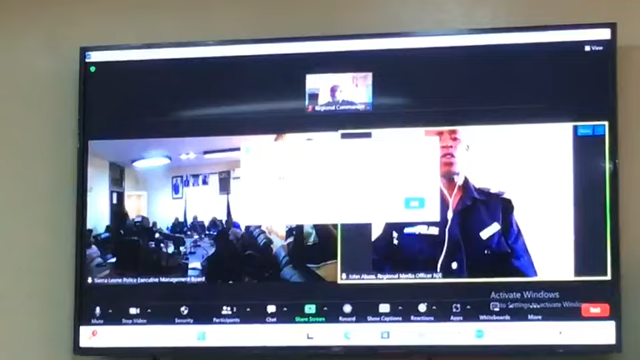 View
Regional Commander
Sierra Leone Police Executive Management Board
John Abass, Regional Media Officer N/E
Activate Windows
Go to Settings to activate Windows.
Mute
Stop Video
Security
Participants
Chat
Share Screen
Record
Show Captions
Reactions
Apps
Whiteboards
More
End